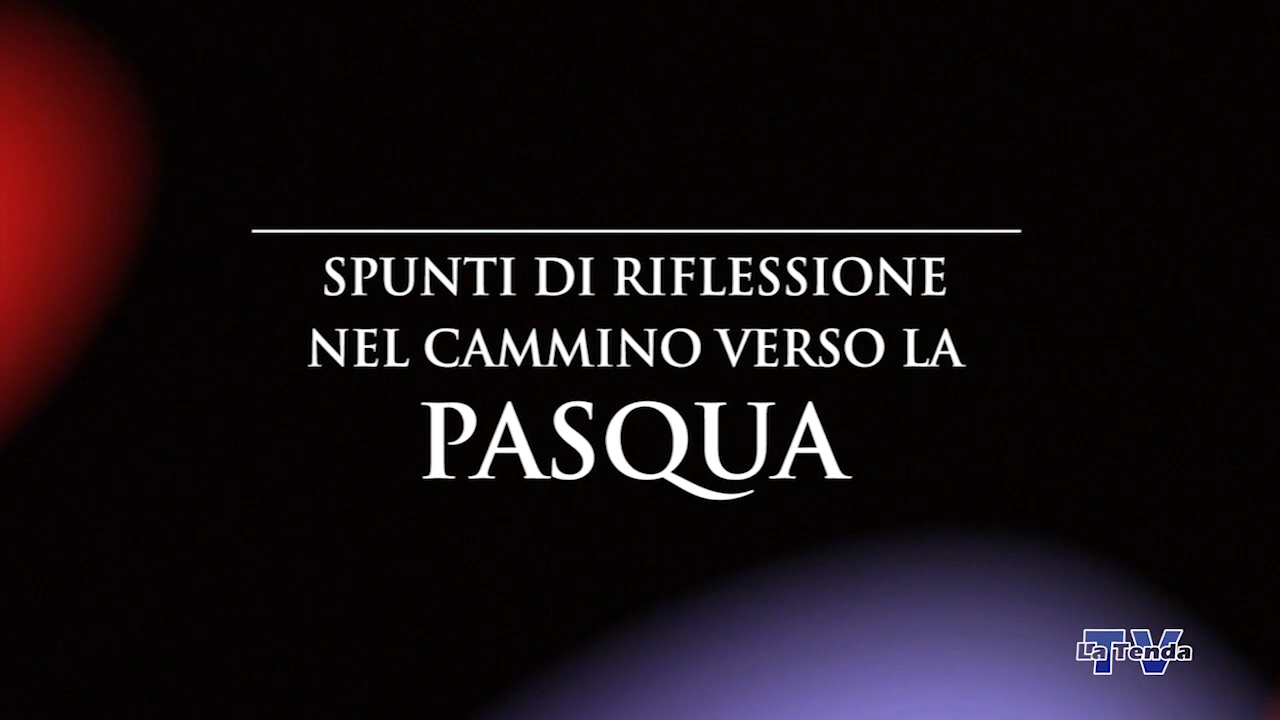 SPUNTI DI RIFLESSIONE
NEL CAMMINO VERSO LA
PASQUA
TV
La Tenda